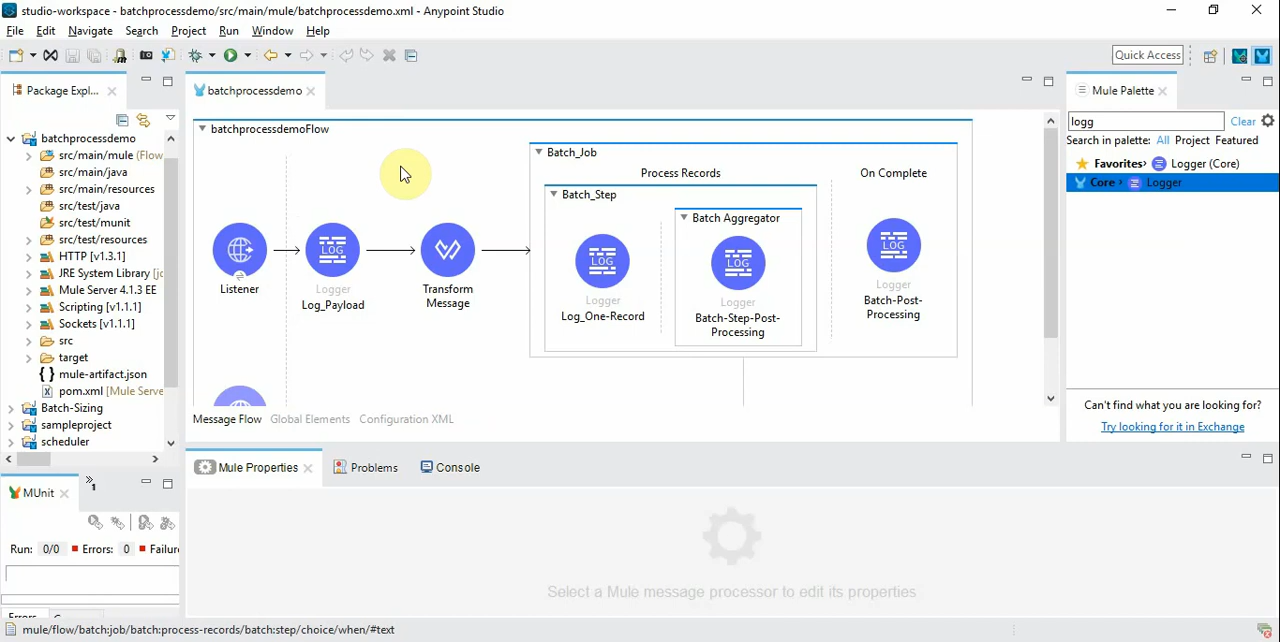 studio-workspace - batchprocessdemo/src/main/mule/batchprocessdemo.xml - Anypoint Studio
File Edit Navigate Search Project Run Window Help
Quick Access
Package Expl...
batchprocessdemo
src/main/mule (Flow
src/main/java
src/main/resources
src/test/java
src/test/munit
src/test/resources
HTTP [v1.3.1]
JRE System Library [jd
Mule Server 4.1.3 EE
Scripting [v1.1.1]
Sockets [v1.1.1]
src
target
mule-artifact.json
pom.xml [Mule Serve
Batch-Sizing
sampleproject
scheduler
MUnit
Run: 0/0 Errors: 0 Failure
batchprocessdemo
batchprocessdemoFlow
Listener
LOG
Logger
Log_Payload
Transform
Message
Batch_Job
Process Records
On Complete
Batch_Step
Batch Aggregator
LOG
Logger
Log_One-Record
LOG
Logger
Batch-Step-Post-
Processing
LOG
Logger
Batch-Post-
Processing
Message Flow Global Elements Configuration XML
Mule Properties Problems Console
Select a Mule message processor to edit its properties
Mule Palette
logg
Clear
Search in palette: All Project Featured
Favorites› Logger (Core)
Core › Logger
Can't find what you are looking for?
Try looking for it in Exchange
mule/flow/batch:job/batch:process-records/batch:step/choice/when/#text